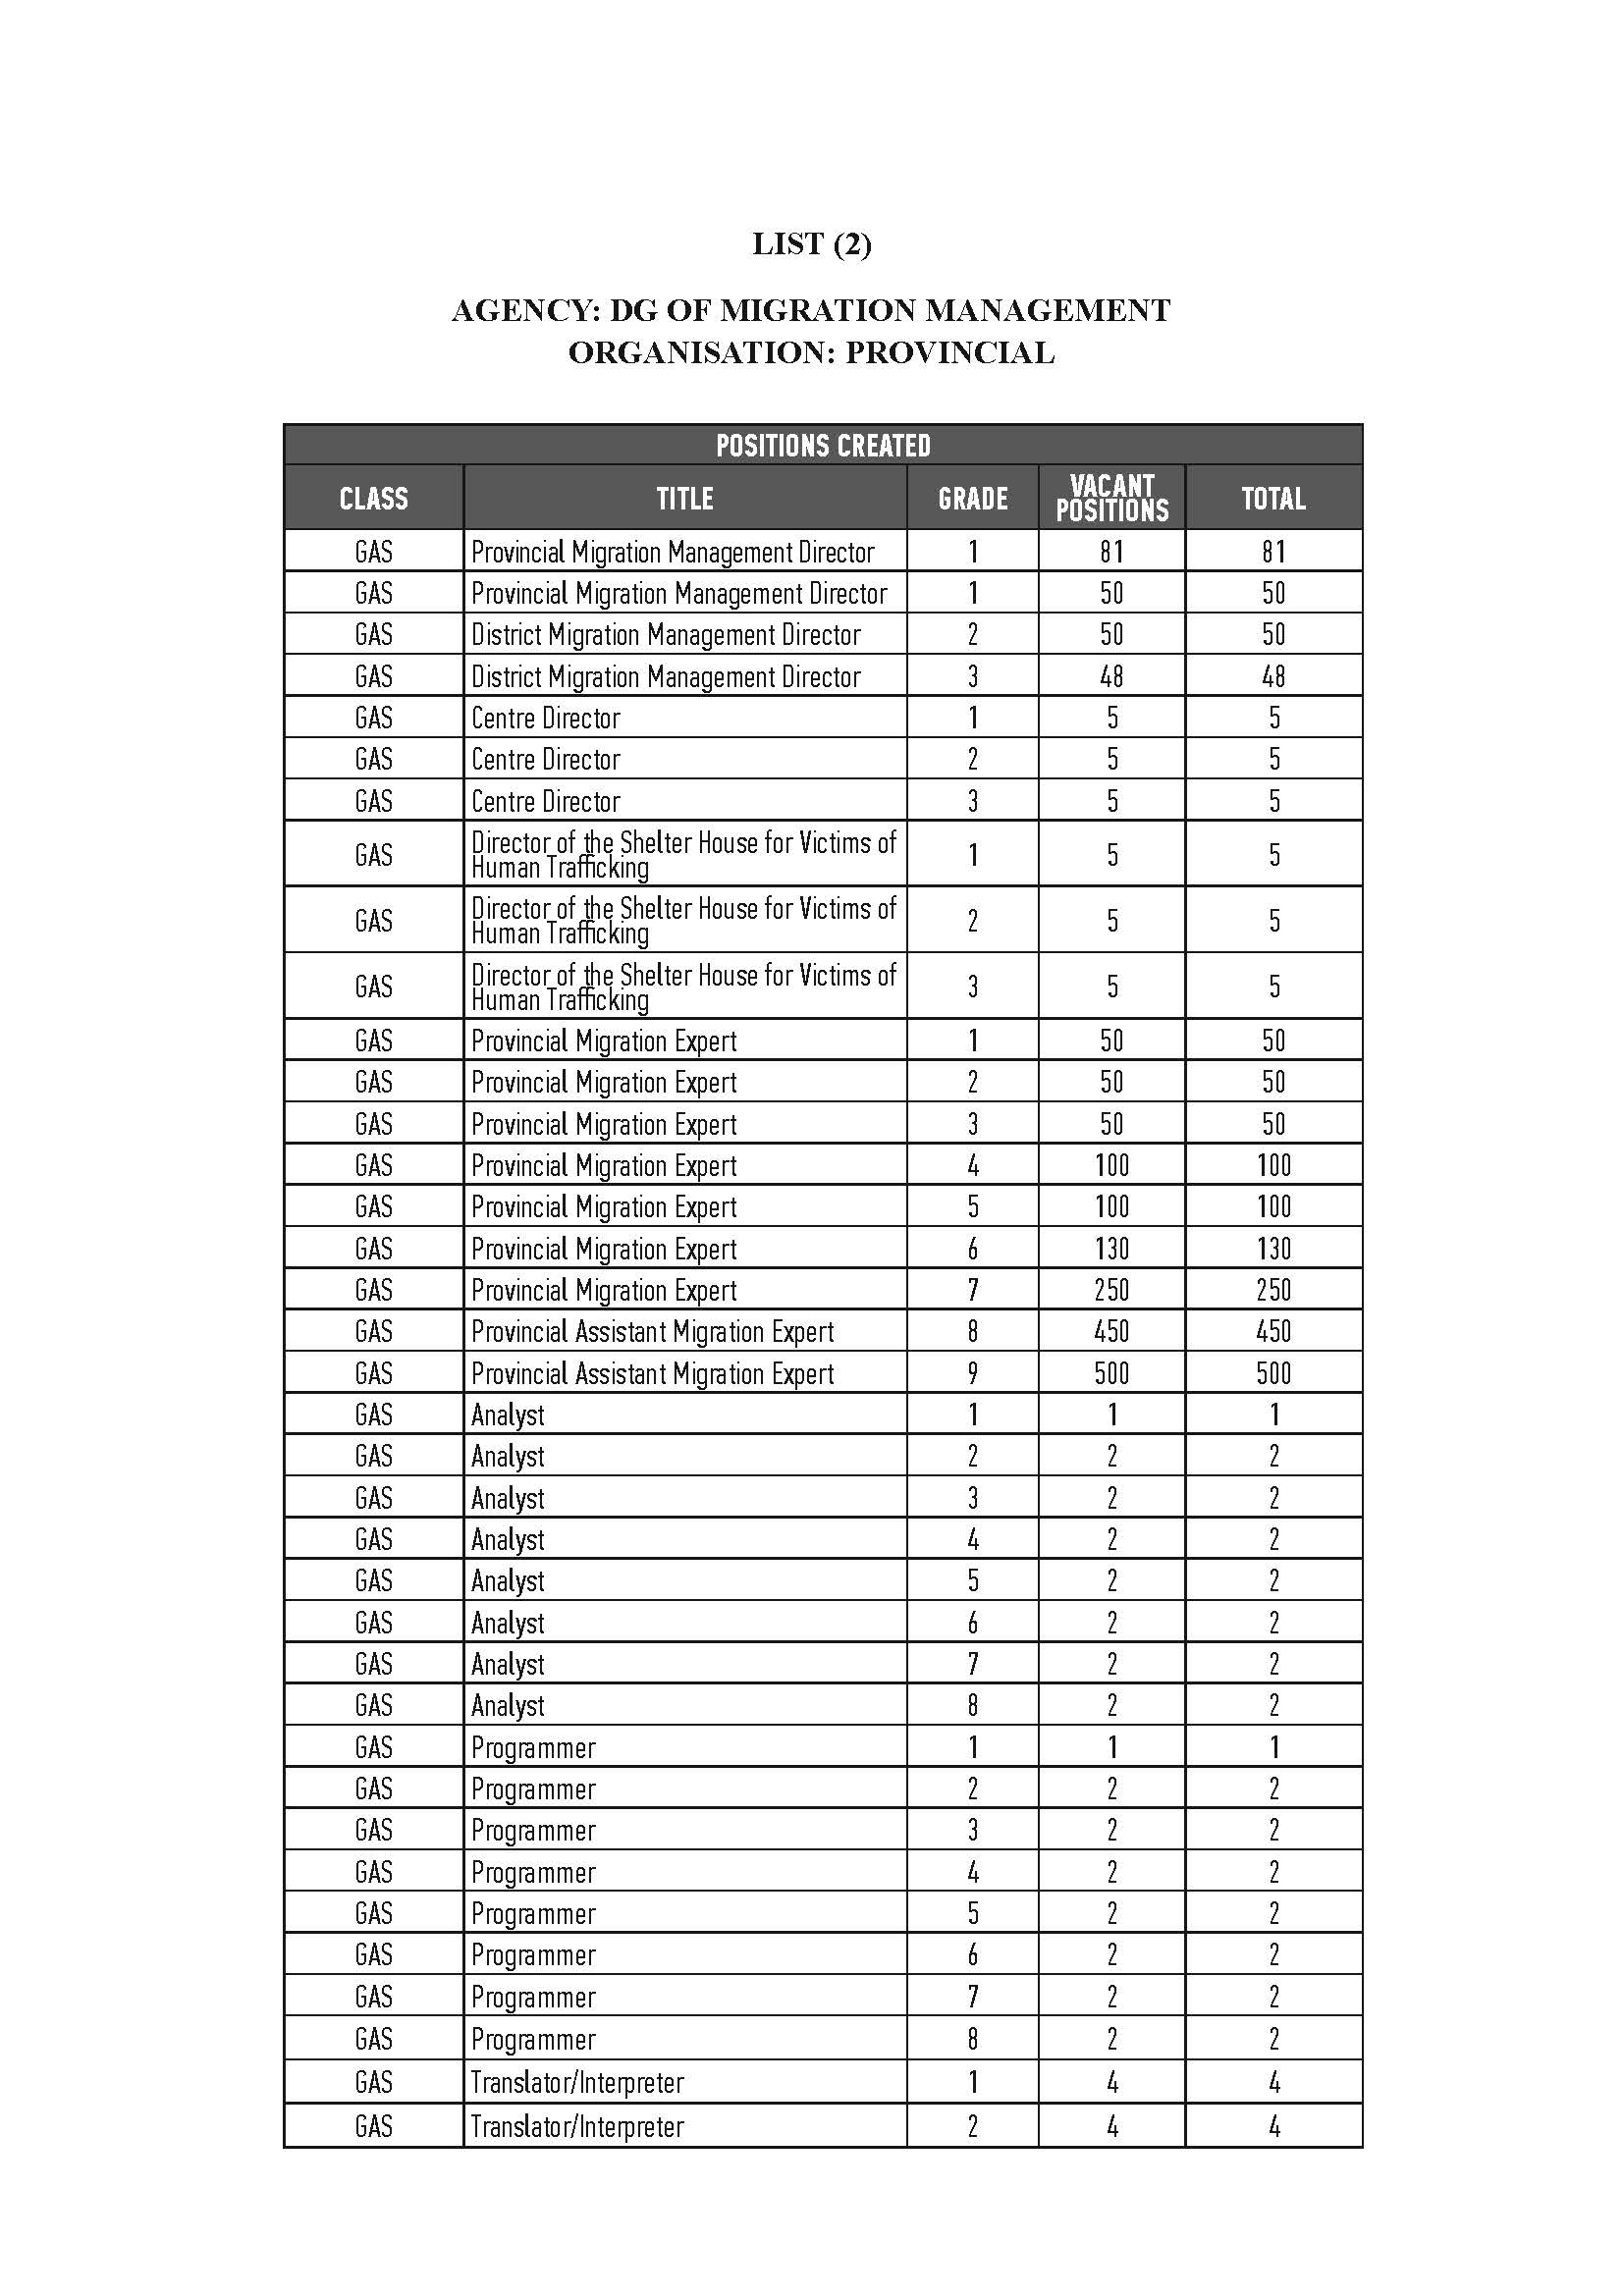 LIST (2)
AGENCY: DG OF MIGRATION MANAGEMENT
ORGANISATION: PROVINCIAL
POSITIONS CREATED
CLASS TITLE GRADE VACANT POSITIONS TOTAL
GAS Provincial Migration Management Director 1 81 81
GAS Provincial Migration Management Director 1 50 50
GAS District Migration Management Director 2 50 50
GAS District Migration Management Director 3 48 48
GAS Centre Director 1 5 5
GAS Centre Director 2 5 5
GAS Centre Director 3 5 5
GAS Director of the Shelter House for Victims of Human Trafficking 1 5 5
GAS Director of the Shelter House for Victims of Human Trafficking 2 5 5
GAS Director of the Shelter House for Victims of Human Trafficking 3 5 5
GAS Provincial Migration Expert 1 50 50
GAS Provincial Migration Expert 2 50 50
GAS Provincial Migration Expert 3 50 50
GAS Provincial Migration Expert 4 100 100
GAS Provincial Migration Expert 5 100 100
GAS Provincial Migration Expert 6 130 130
GAS Provincial Migration Expert 7 250 250
GAS Provincial Assistant Migration Expert 8 450 450
GAS Provincial Assistant Migration Expert 9 500 500
GAS Analyst 1 1 1
GAS Analyst 2 2 2
GAS Analyst 3 2 2
GAS Analyst 4 2 2
GAS Analyst 5 2 2
GAS Analyst 6 2 2
GAS Analyst 7 2 2
GAS Analyst 8 2 2
GAS Programmer 1 1 1
GAS Programmer 2 2 2
GAS Programmer 3 2 2
GAS Programmer 4 2 2
GAS Programmer 5 2 2
GAS Programmer 6 2 2
GAS Programmer 7 2 2
GAS Programmer 8 2 2
GAS Translator/Interpreter 1 4 4
GAS Translator/Interpreter 2 4 4